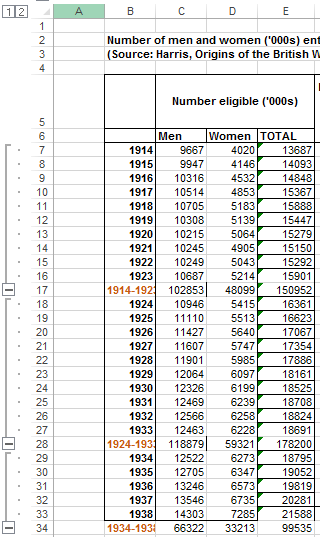 1 2 A B C D E
1
2 Number of men and women ('000s) ent
3 (Source: Harris, Origins of the British W
4
5 Number eligible ('000s)
6 Men Women TOTAL
7 1914 9667 4020 13687
8 1915 9947 4146 14093
9 1916 10316 4532 14848
10 1917 10514 4853 15367
11 1918 10705 5183 15888
12 1919 10308 5139 15447
13 1920 10215 5064 15279
14 1921 10245 4905 15150
15 1922 10249 5043 15292
16 1923 10687 5214 15901
17 1914-192 102853 48099 150952
18 1924 10946 5415 16361
19 1925 11110 5513 16623
20 1926 11427 5640 17067
21 1927 11607 5747 17354
22 1928 11901 5985 17886
23 1929 12064 6097 18161
24 1930 12326 6199 18525
25 1931 12469 6239 18708
26 1932 12566 6258 18824
27 1933 12463 6228 18691
28 1924-193 118879 59321 178200
29 1934 12522 6273 18795
30 1935 12705 6347 19052
31 1936 13246 6573 19819
32 1937 13546 6735 20281
33 1938 14303 7285 21588
34 1934-193 66322 33213 99535